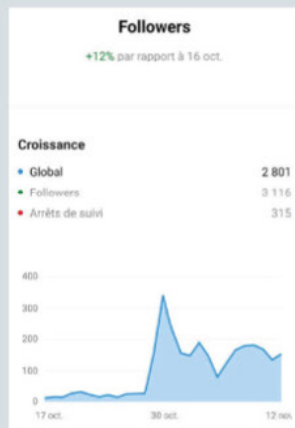 Followers
+12% par rapport à 16 oct.
Croissance
Global 2 801
Followers 3 116
Arrêts de suivi 315
400
300
200
100
0
17 oct. 30 oct. 12 nov.